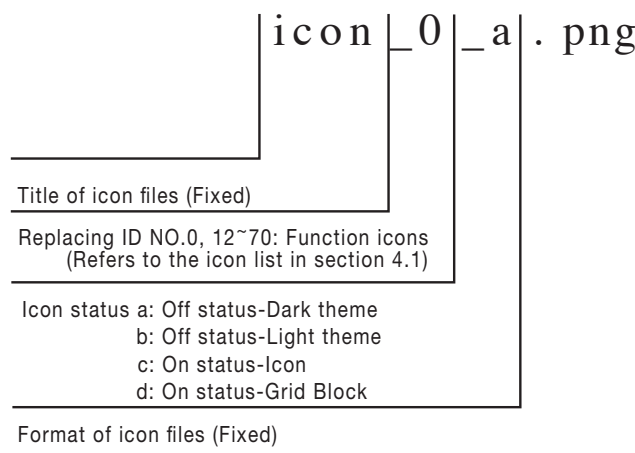 icon_0_a.png
Title of icon files (Fixed)
Replacing ID NO.0, 12~70: Function icons
(Refers to the icon list in section 4.1)
Icon status a: Off status-Dark theme
b: Off status-Light theme
c: On status-Icon
d: On status-Grid Block
Format of icon files (Fixed)